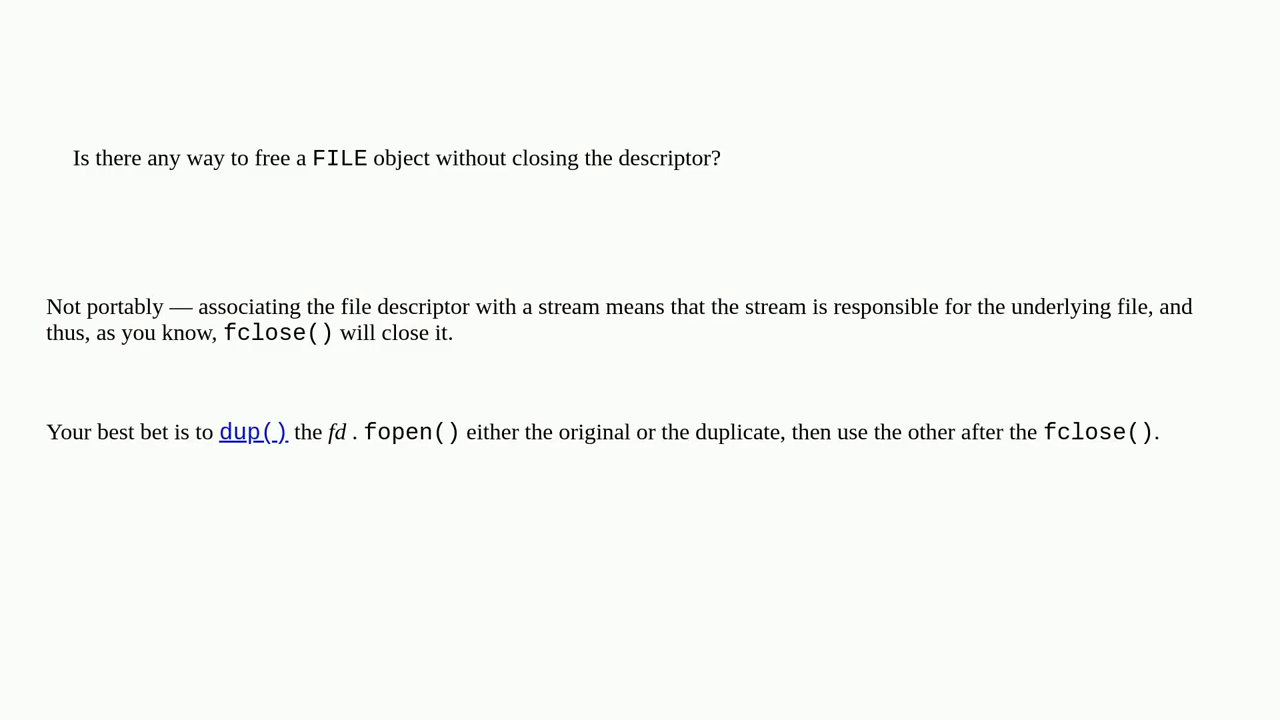 Is there any way to free a FILE object without closing the descriptor?
Not portably — associating the file descriptor with a stream means that the stream is responsible for the underlying file, and
thus, as you know, fclose() will close it.
Your best bet is to dup() the fd . fopen() either the original or the duplicate, then use the other after the fclose().